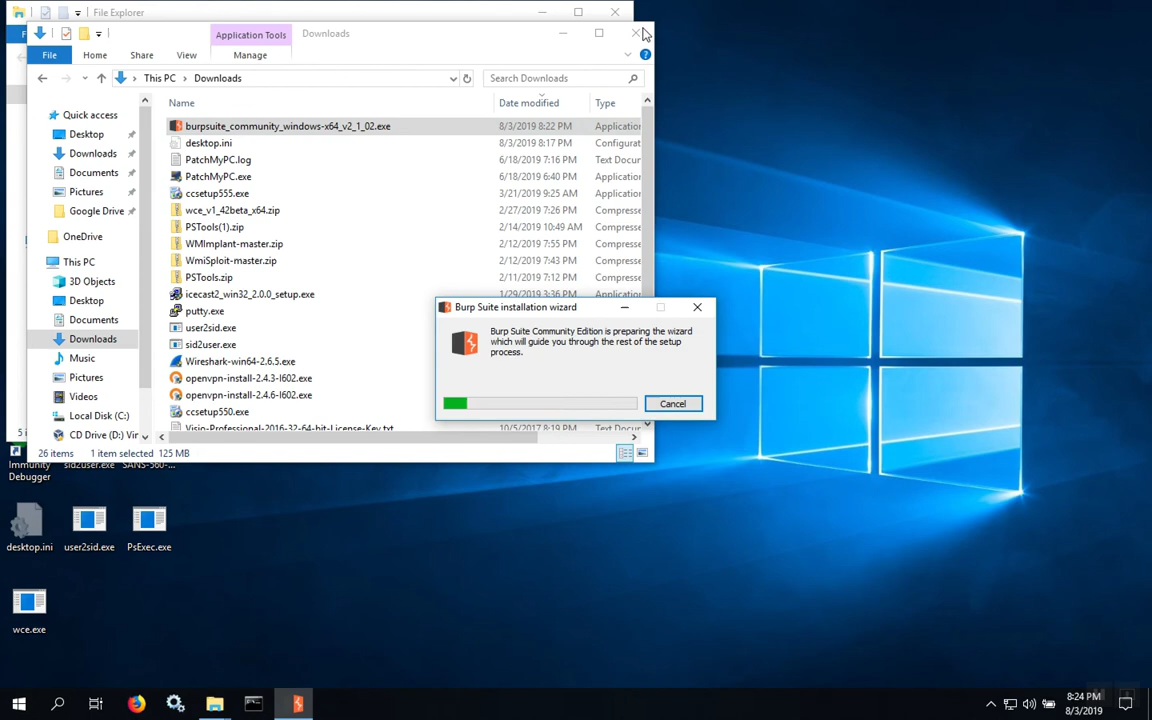 File Explorer
Application Tools
Downloads
File
Home
Share
View
Manage
This PC
Downloads
Search Downloads
Name
Date modified
Type
Quick access
Desktop
Downloads
Documents
Pictures
Google Drive
OneDrive
This PC
3D Objects
Desktop
Documents
Downloads
Music
Pictures
Videos
Local Disk (C:)
CD Drive (D:) Vir
burpsuite_community_windows-x64_v2_1_02.exe 8/3/2019 8:22 PM Application
desktop.ini 8/3/2019 8:17 PM Configurat
PatchMyPC.log 6/18/2019 7:16 PM Text Docum
PatchMyPC.exe 6/18/2019 6:40 PM Application
ccsetup555.exe 3/21/2019 9:25 AM Application
wce_v1_42beta_x64.zip 2/27/2019 7:26 PM Compresse
PSTools(1).zip 2/14/2019 10:49 AM Compresse
WMImplant-master.zip 2/12/2019 7:55 PM Compresse
WmiSploit-master.zip 2/12/2019 7:43 PM Compresse
PSTools.zip 2/11/2019 7:12 PM Compresse
icecast2_win32_2.0.0_setup.exe 1/29/2019 3:36 PM Application
putty.exe
user2sid.exe
sid2user.exe
Wireshark-win64-2.6.5.exe
openvpn-install-2.4.3-I602.exe
openvpn-install-2.4.6-I602.exe
ccsetup550.exe
Visio-Professional-2016-32-64-bit-License-Key.txt 10/5/2017 8:19 PM Text Docum
26 items
1 item selected
125 MB
Burp Suite installation wizard
Burp Suite Community Edition is preparing the wizard
which will guide you through the rest of the setup
process.
Cancel
Immunity
Debugger
sid2user.exe
SANS-560-...
desktop.ini
user2sid.exe
PsExec.exe
wce.exe
8:24 PM
8/3/2019